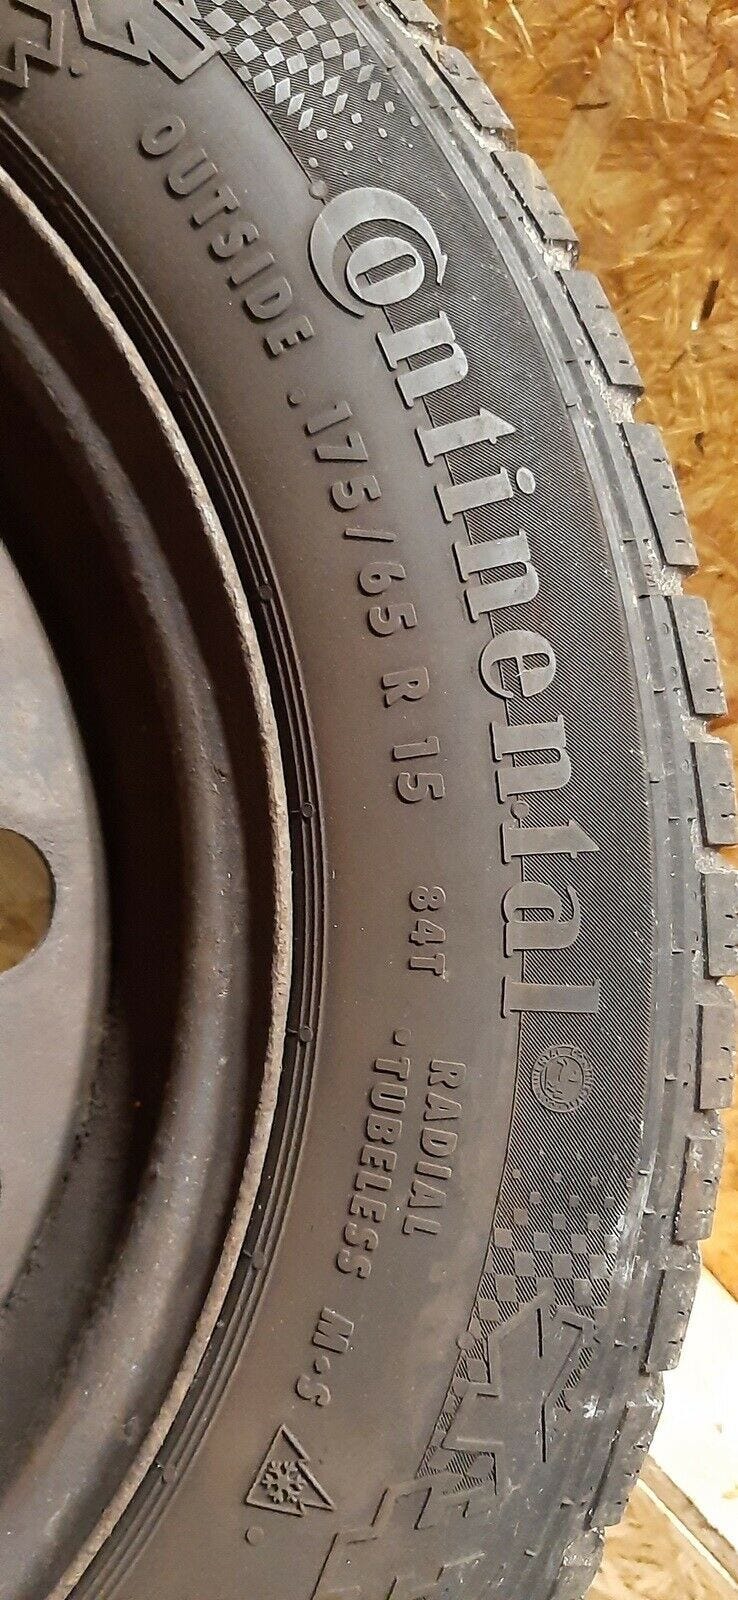 Continental
OUTSIDE . 175/65 R 15 84T
RADIAL
.TUBELESS M.S